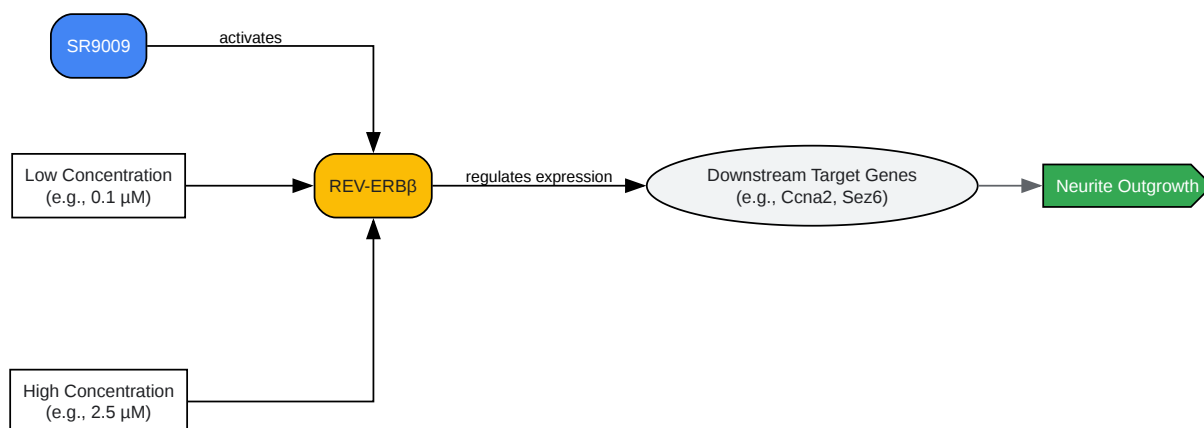 SR9009
activates
Low Concentration
(e.g., 0.1 µM)
REV-ERBβ
regulates expression
Downstream Target Genes
(e.g., Ccna2, Sez6)
Neurite Outgrowth
High Concentration
(e.g., 2.5 µM)